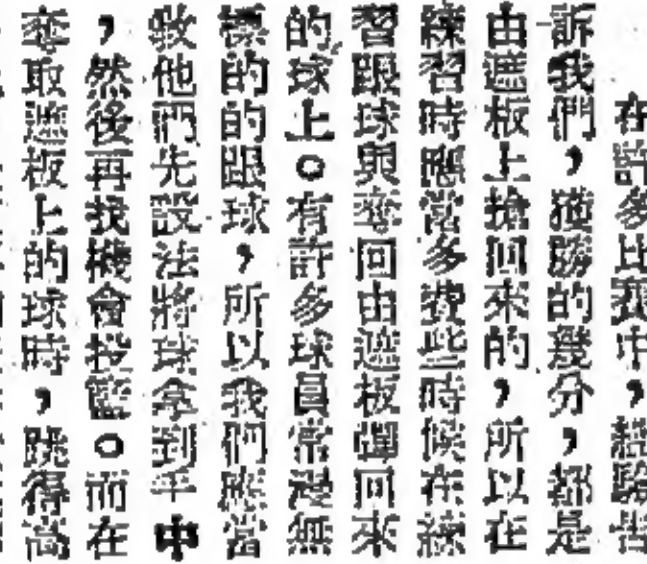 在許多比賽中,經驗告
訴我們,獲勝的幾分,都是
由遮板上搶回來的,所以在
練習時應當多費些時候在練
習跟球與奪回由遮板彈回來
的球上。有許多球員常漫無
標的的跟球,所以我們應當
教他們先設法將球拿到手中
,然後再找機會投籃。而在
奪取遮板上的球時,跳得高